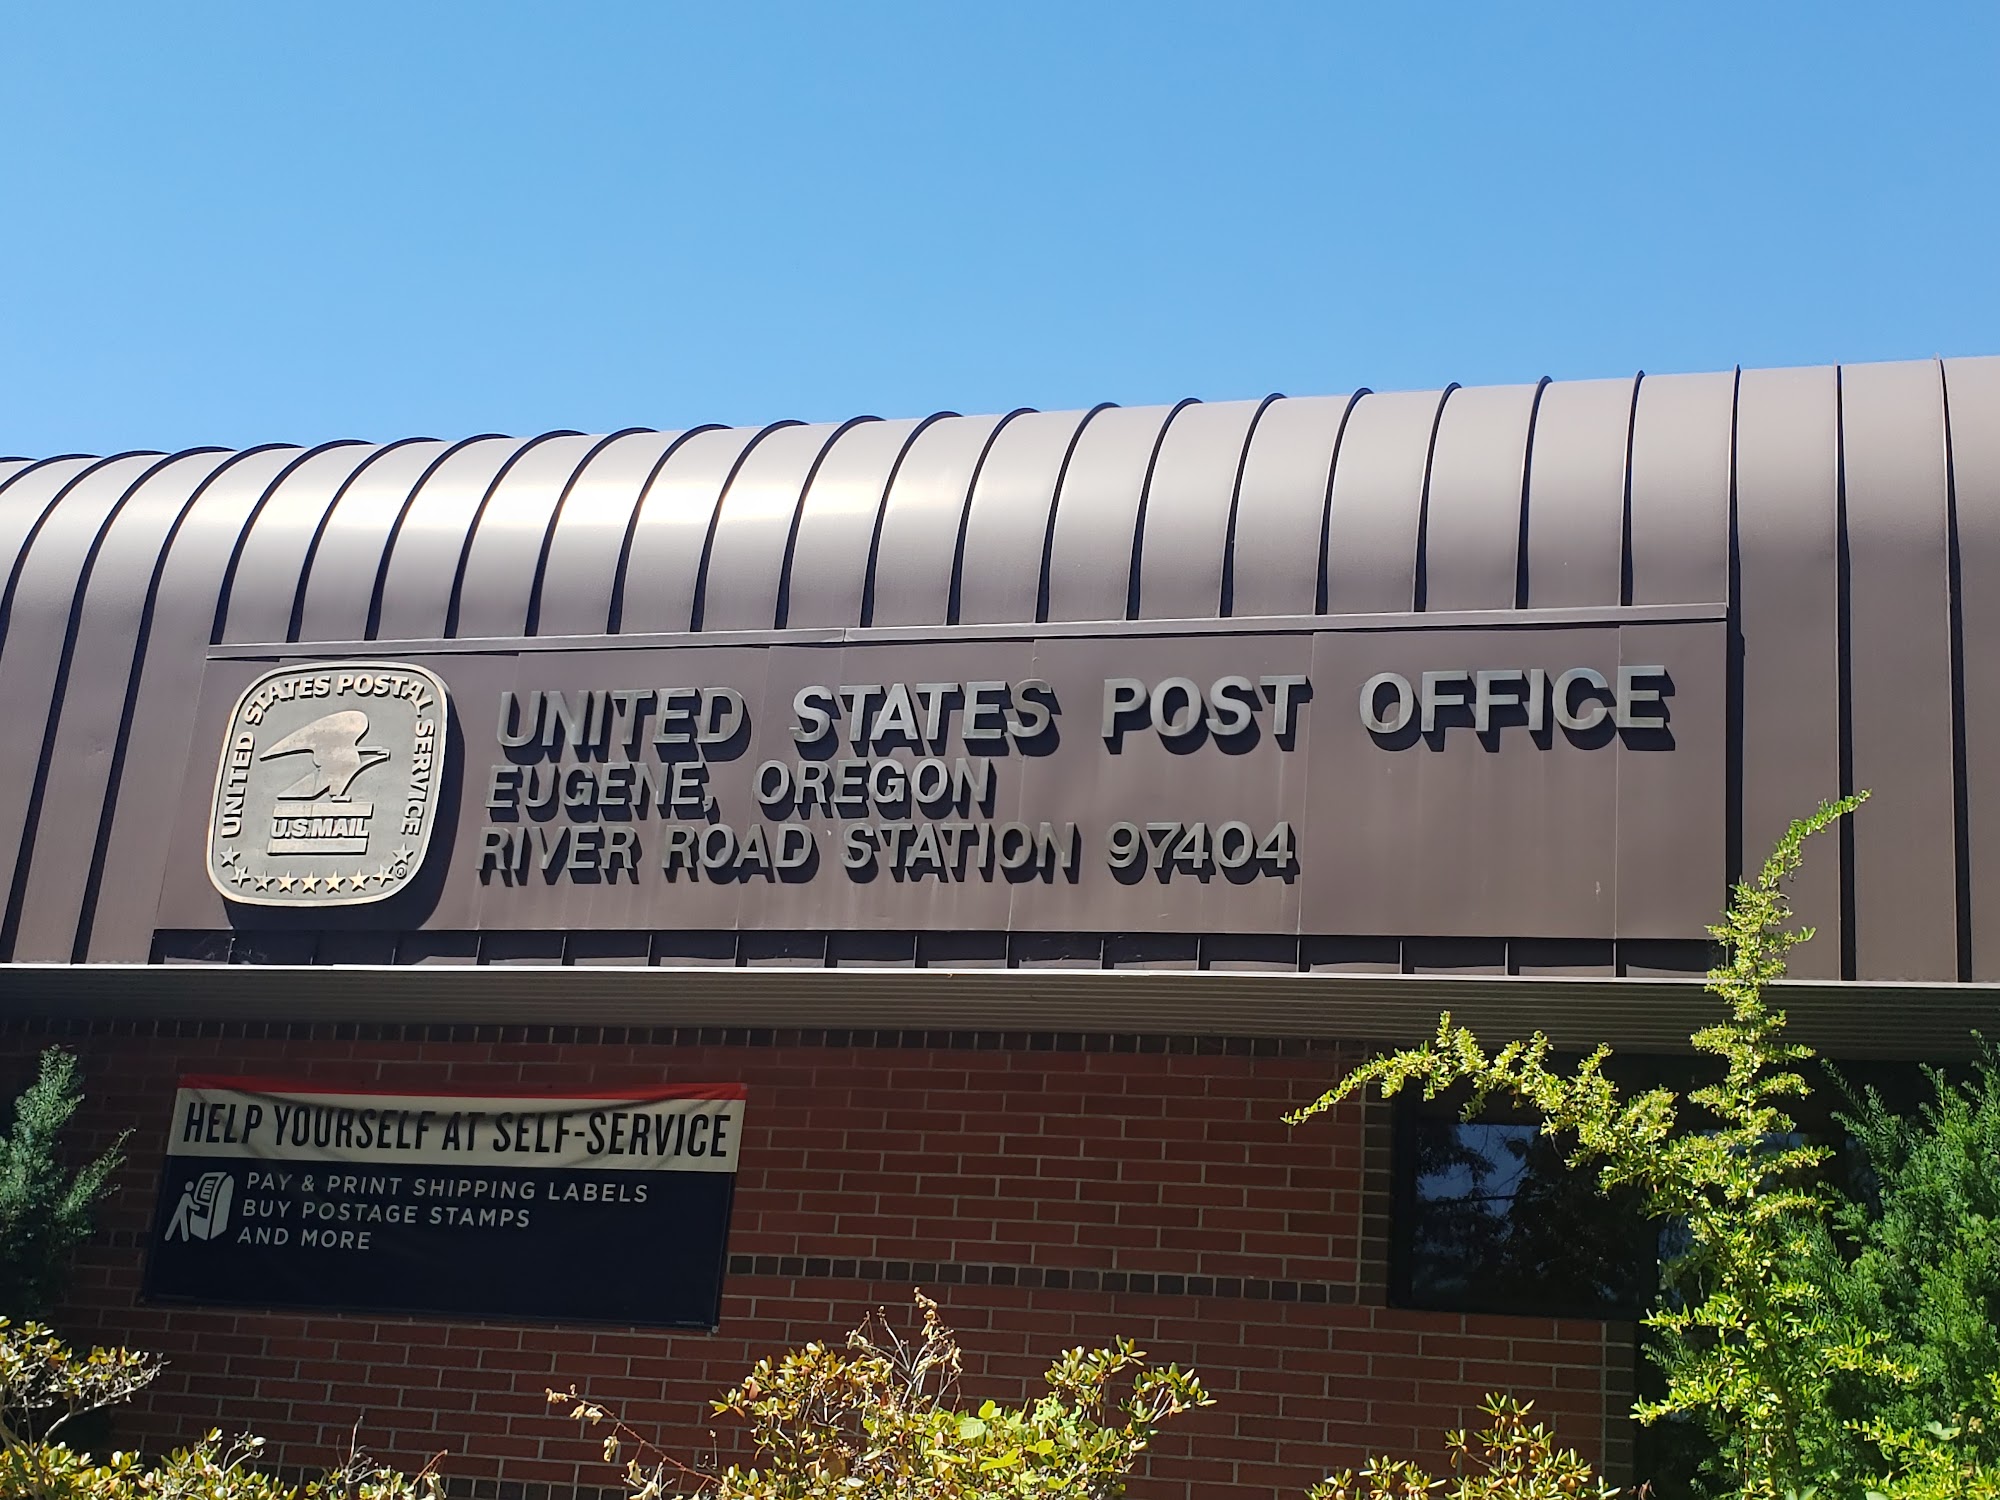 UNITED STATES POSTAL SERVICE
U.S.MAIL
®
UNITED STATES POST OFFICE
EUGENE, OREGON
RIVER ROAD STATION 97404
HELP YOURSELF AT SELF-SERVICE
PAY & PRINT SHIPPING LABELS
BUY POSTAGE STAMPS
AND MORE